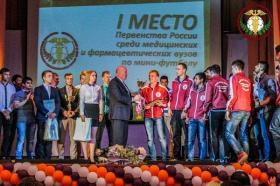 I МЕСТО
Первенства России
среди медицинских
и фармацевтических вузов
по мини-футболу